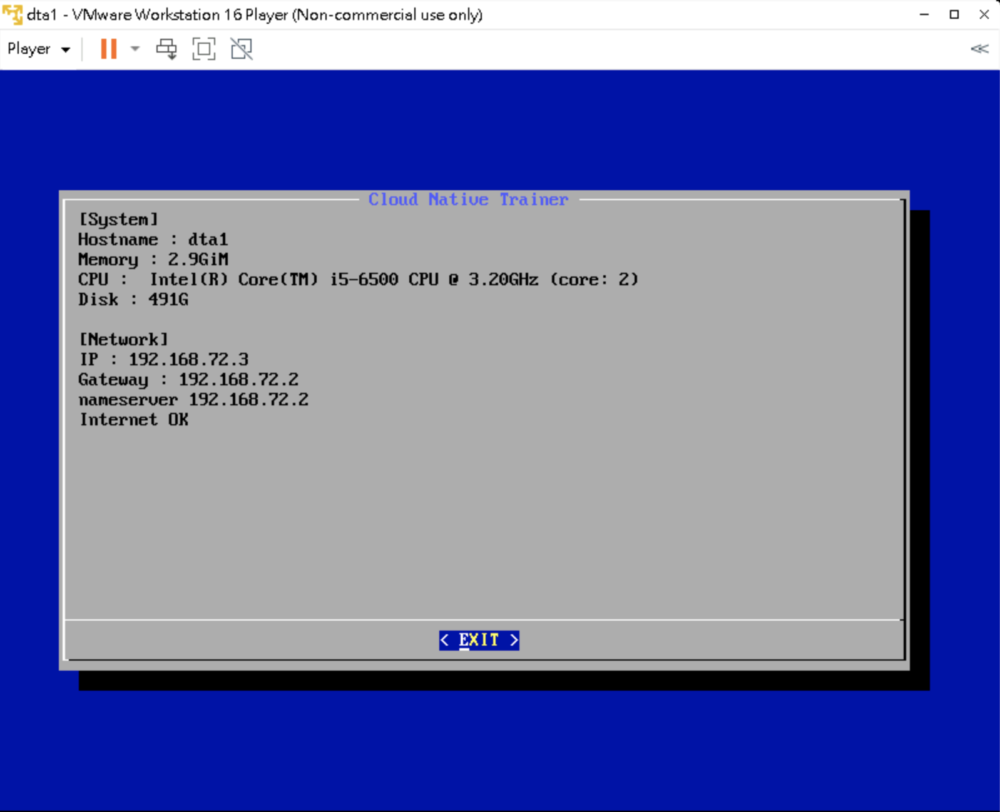 dta1 - VMware Workstation 16 Player (Non-commercial use only)
Player
Cloud Native Trainer
[System]
Hostname : dta1
Memory : 2.9GiM
CPU :  Intel(R) Core(TM) i5-6500 CPU @ 3.20GHz (core: 2)
Disk : 491G
[Network]
IP : 192.168.72.3
Gateway : 192.168.72.2
nameserver 192.168.72.2
Internet OK
< EXIT >